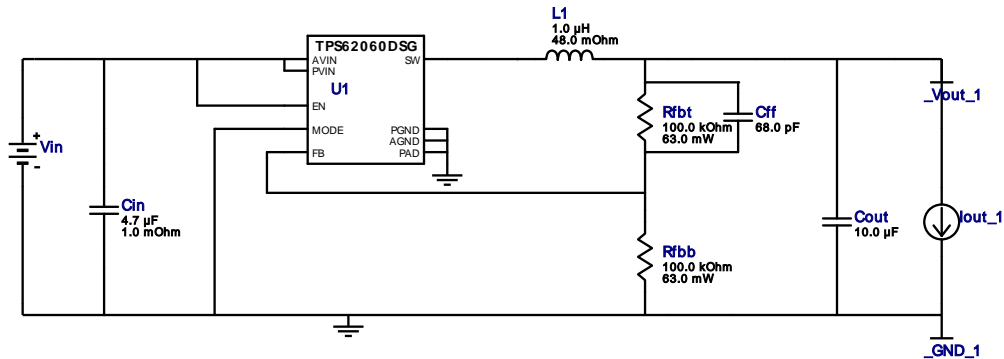 L1
1.0 µH
48.0 mOhm
TPS62060DSG
AVIN
SW
PVIN
U1
EN
MODE
PGND
AGND
FB
PAD
+
Vin
-
Cin
4.7 µF
1.0 mOhm
Rfbt
100.0 kOhm
63.0 mW
Cff
68.0 pF
_Vout_1
Rfbb
100.0 kOhm
63.0 mW
Cout
10.0 µF
Iout_1
_GND_1